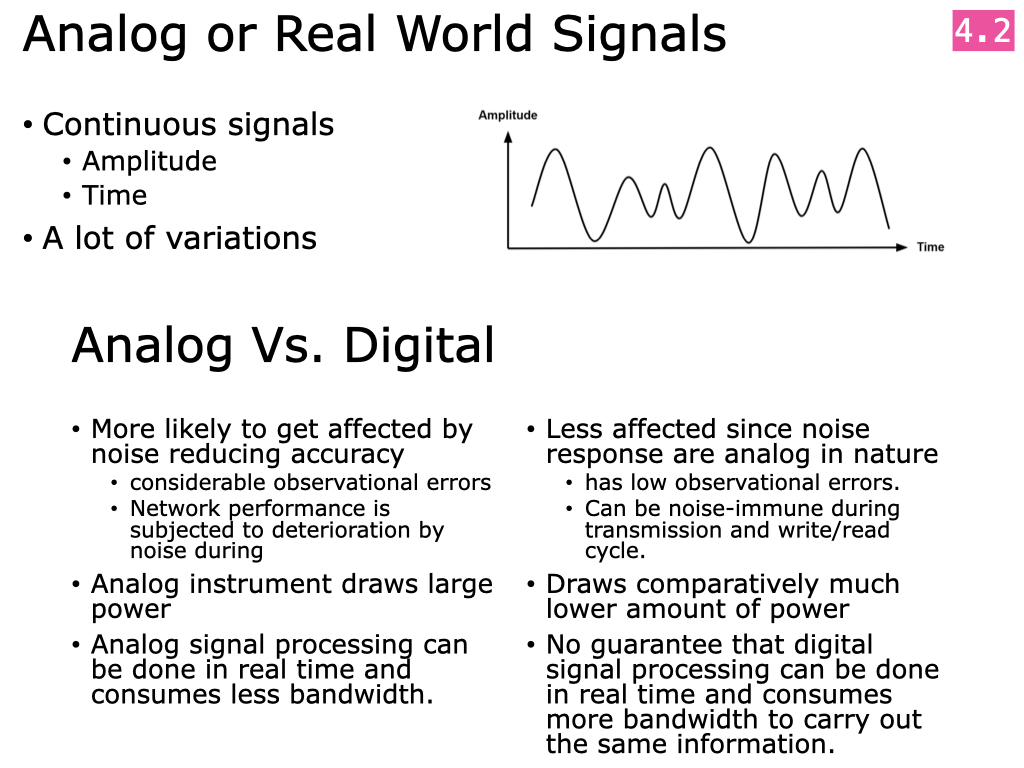 Analog or Real World Signals
4.2
• Continuous signals
• Amplitude
• Time
• A lot of variations
Amplitude
Time
Analog Vs. Digital
• More likely to get affected by
noise reducing accuracy
• considerable observational errors
• Network performance is
subjected to deterioration by
noise during
• Analog instrument draws large
power
• Analog signal processing can
be done in real time and
consumes less bandwidth.
• Less affected since noise
response are analog in nature
• has low observational errors.
• Can be noise-immune during
transmission and write/read
cycle.
• Draws comparatively much
lower amount of power
• No guarantee that digital
signal processing can be done
in real time and consumes
more bandwidth to carry out
the same information.